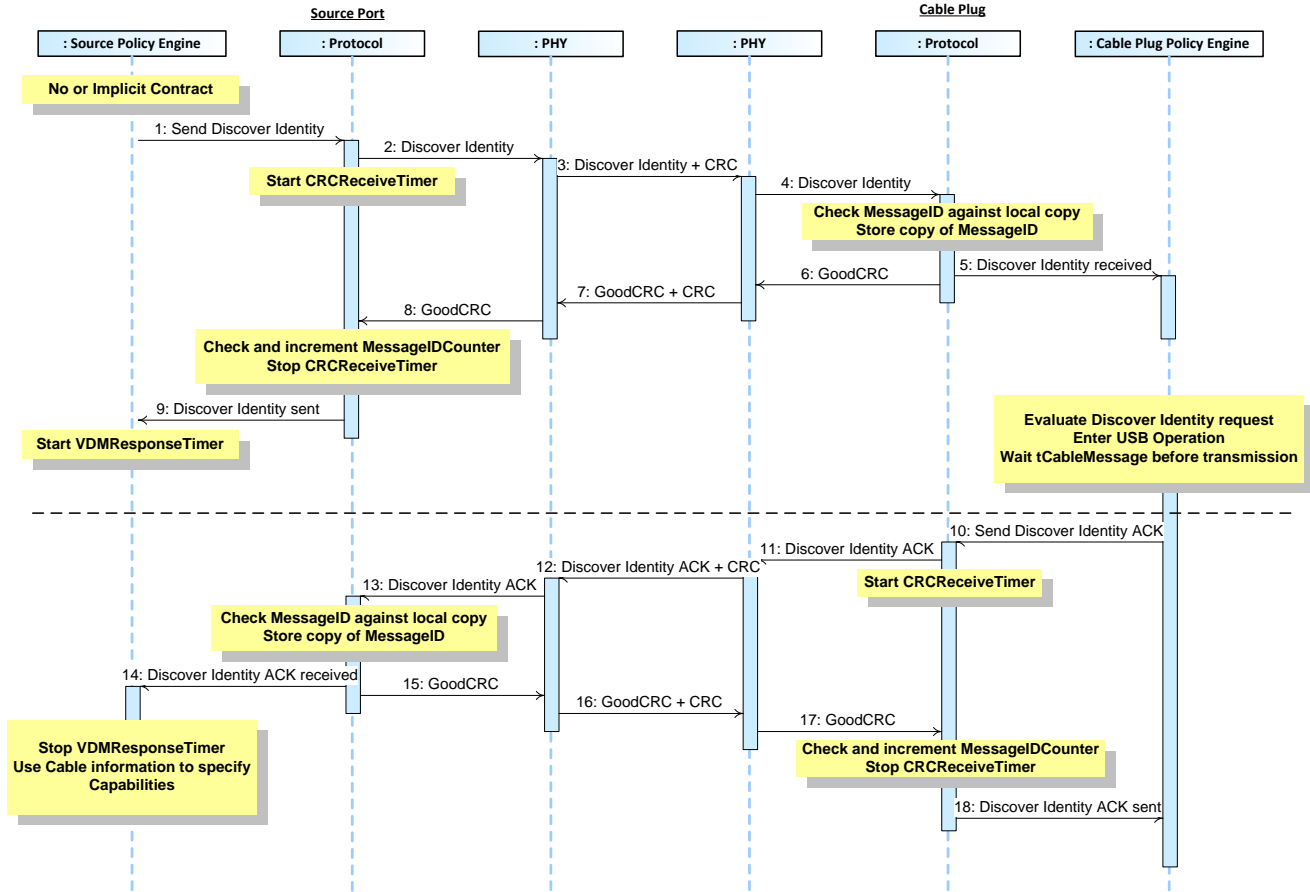 Source Port
Cable Plug
: Source Policy Engine
: Protocol
: PHY
: PHY
: Protocol
: Cable Plug Policy Engine
No or Implicit Contract
1: Send Discover Identity
2: Discover Identity
3: Discover Identity + CRC
Start CRCReceiveTimer
4: Discover Identity
Check MessageID against local copy
Store copy of MessageID
5: Discover Identity received
6: GoodCRC
7: GoodCRC + CRC
8: GoodCRC
Check and increment MessageIDCounter
Stop CRCReceiveTimer
9: Discover Identity sent
Start VDMResponseTimer
Evaluate Discover Identity request
Enter USB Operation
Wait tCableMessage before transmission
10: Send Discover Identity ACK
11: Discover Identity ACK
12: Discover Identity ACK + CRC
Start CRCReceiveTimer
13: Discover Identity ACK
Check MessageID against local copy
Store copy of MessageID
14: Discover Identity ACK received
15: GoodCRC
16: GoodCRC + CRC
17: GoodCRC
Stop VDMResponseTimer
Use Cable information to specify
Capabilities
Check and increment MessageIDCounter
Stop CRCReceiveTimer
18: Discover Identity ACK sent